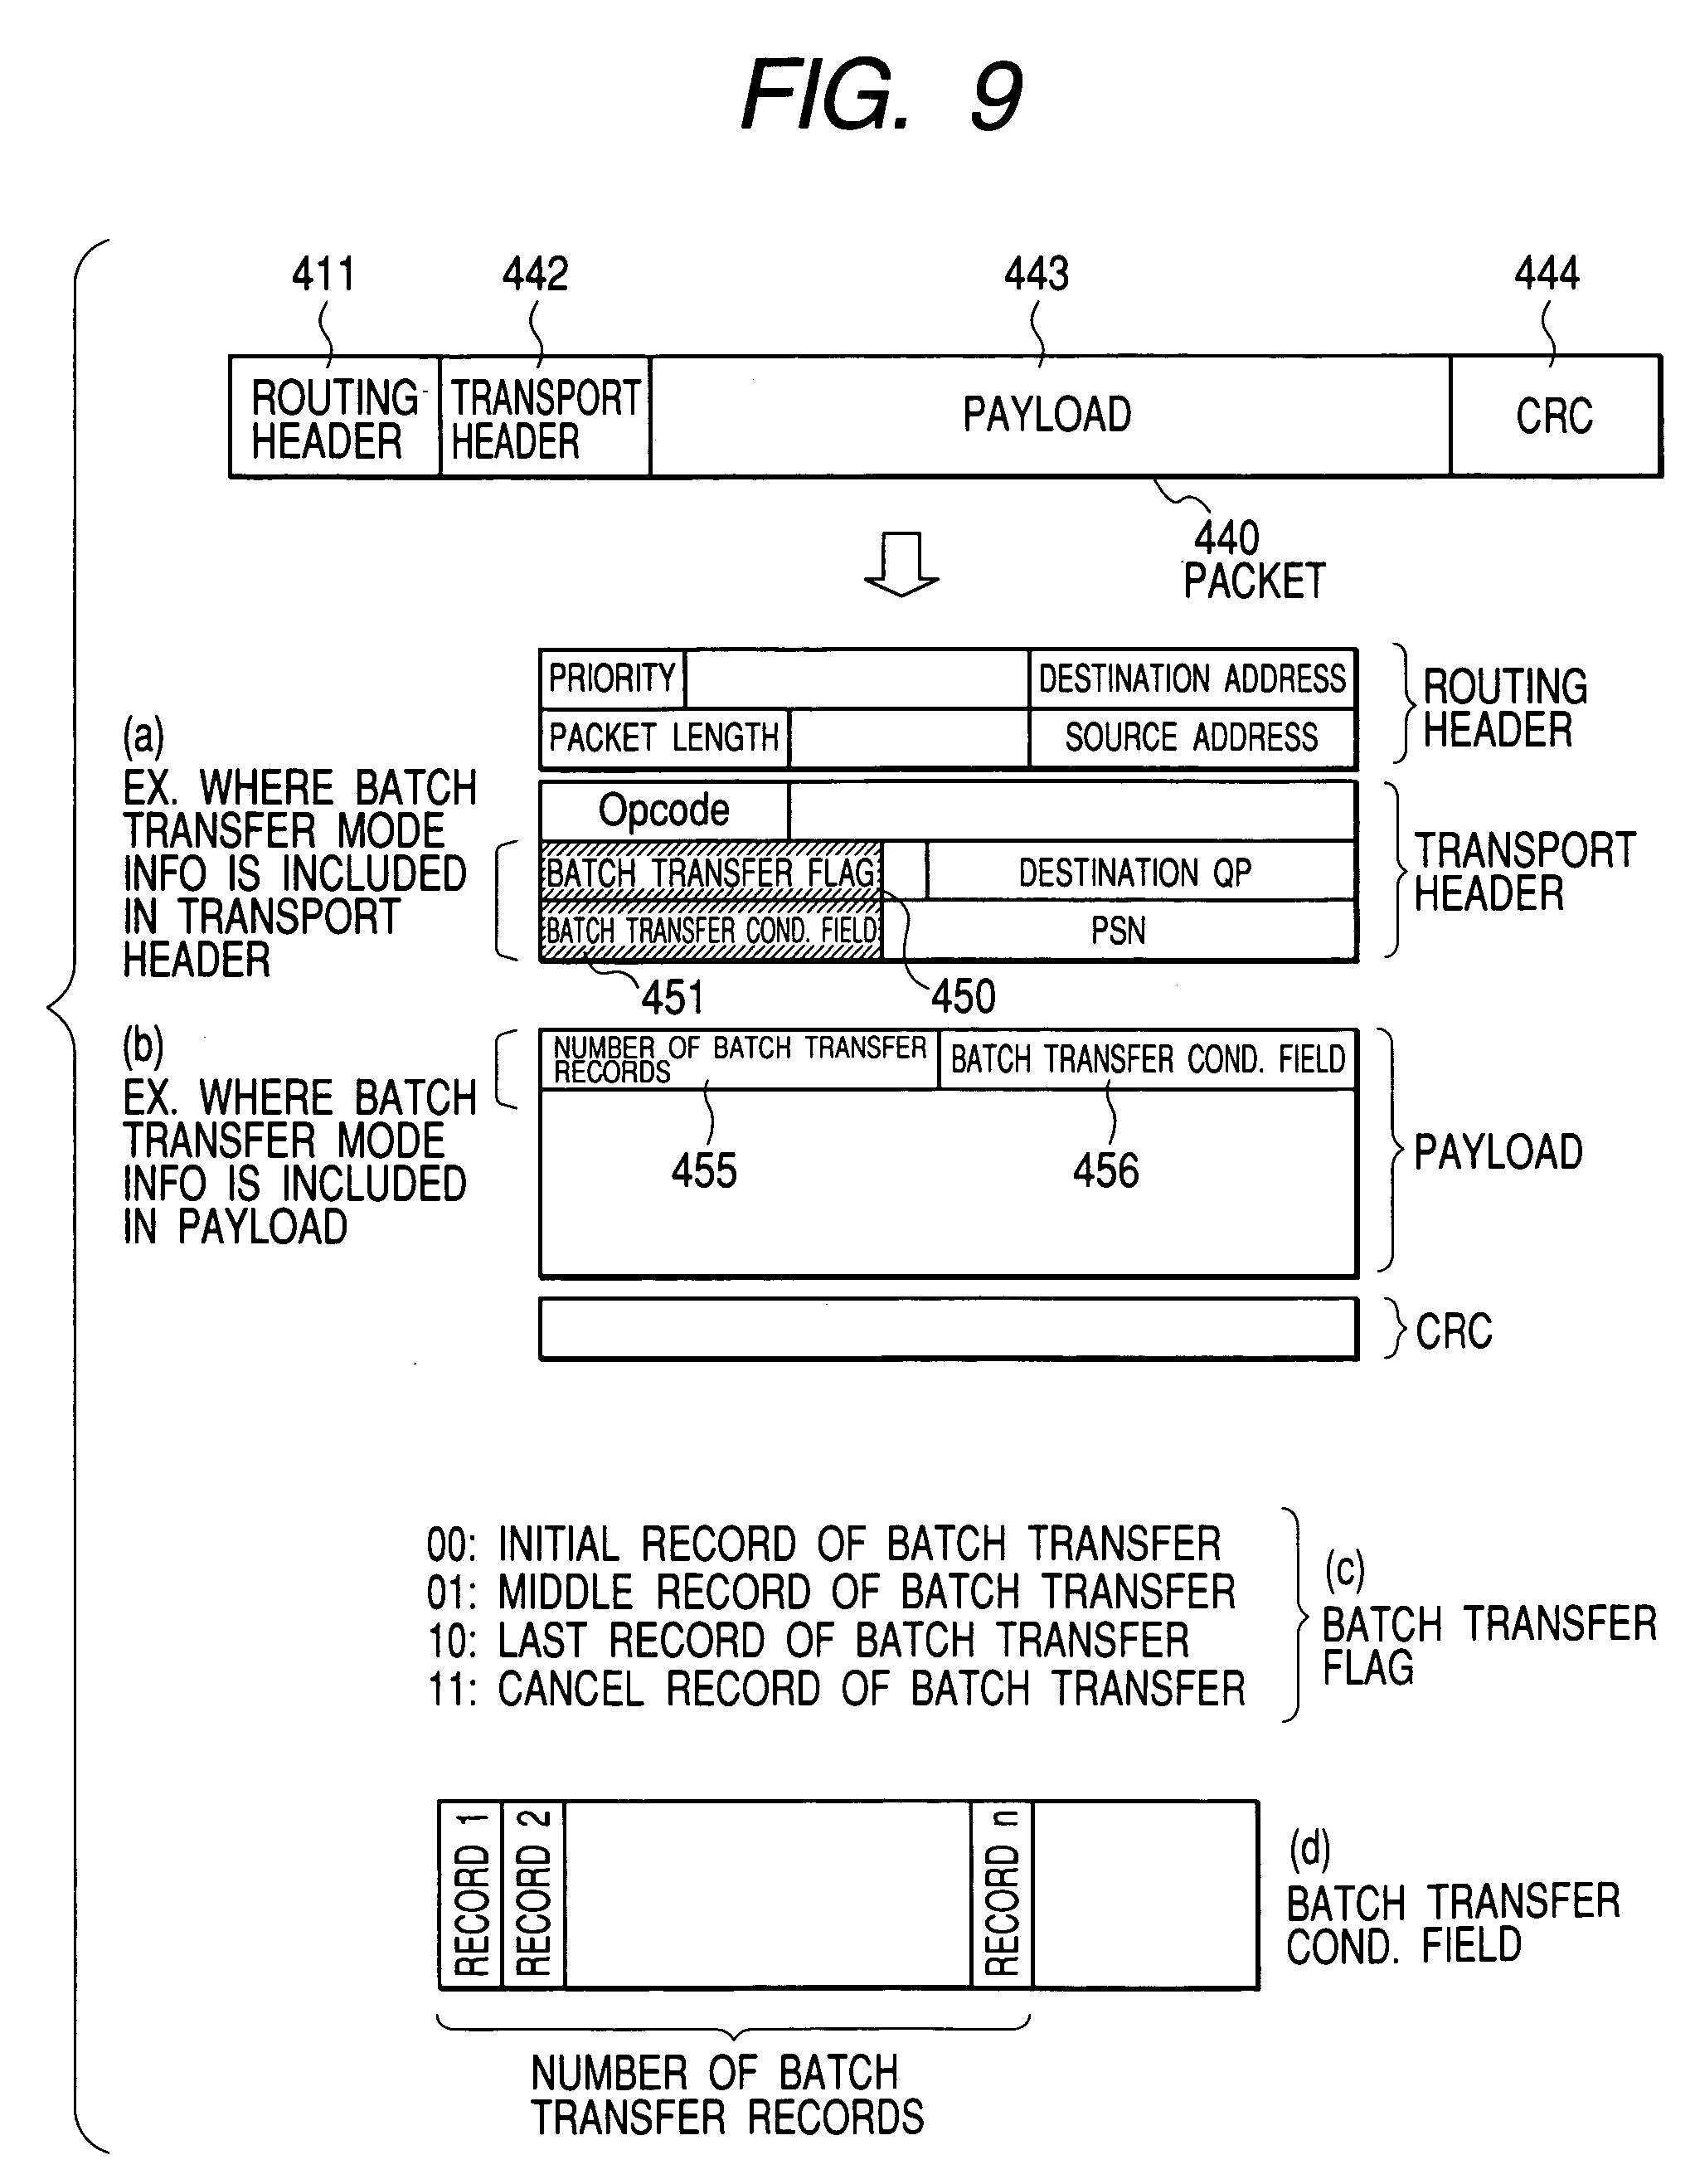 FIG. 9
411
442
443
444
ROUTING
HEADER
TRANSPORT
HEADER
PAYLOAD
CRC
440
PACKET
PRIORITY
DESTINATION ADDRESS
PACKET LENGTH
SOURCE ADDRESS
ROUTING
HEADER
(a)
EX. WHERE BATCH
TRANSFER MODE
INFO IS INCLUDED
IN TRANSPORT
HEADER
Opcode
BATCH TRANSFER FLAG
DESTINATION QP
BATCH TRANSFER COND. FIELD
PSN
TRANSPORT
HEADER
451
450
(b)
EX. WHERE BATCH
TRANSFER MODE
INFO IS INCLUDED
IN PAYLOAD
NUMBER OF BATCH TRANSFER
RECORDS
BATCH TRANSFER COND. FIELD
455
456
PAYLOAD
CRC
00: INITIAL RECORD OF BATCH TRANSFER
01: MIDDLE RECORD OF BATCH TRANSFER
10: LAST RECORD OF BATCH TRANSFER
11: CANCEL RECORD OF BATCH TRANSFER
(c)
BATCH TRANSFER
FLAG
RECORD 1
RECORD 2
RECORD n
(d)
BATCH TRANSFER
COND. FIELD
NUMBER OF BATCH
TRANSFER RECORDS